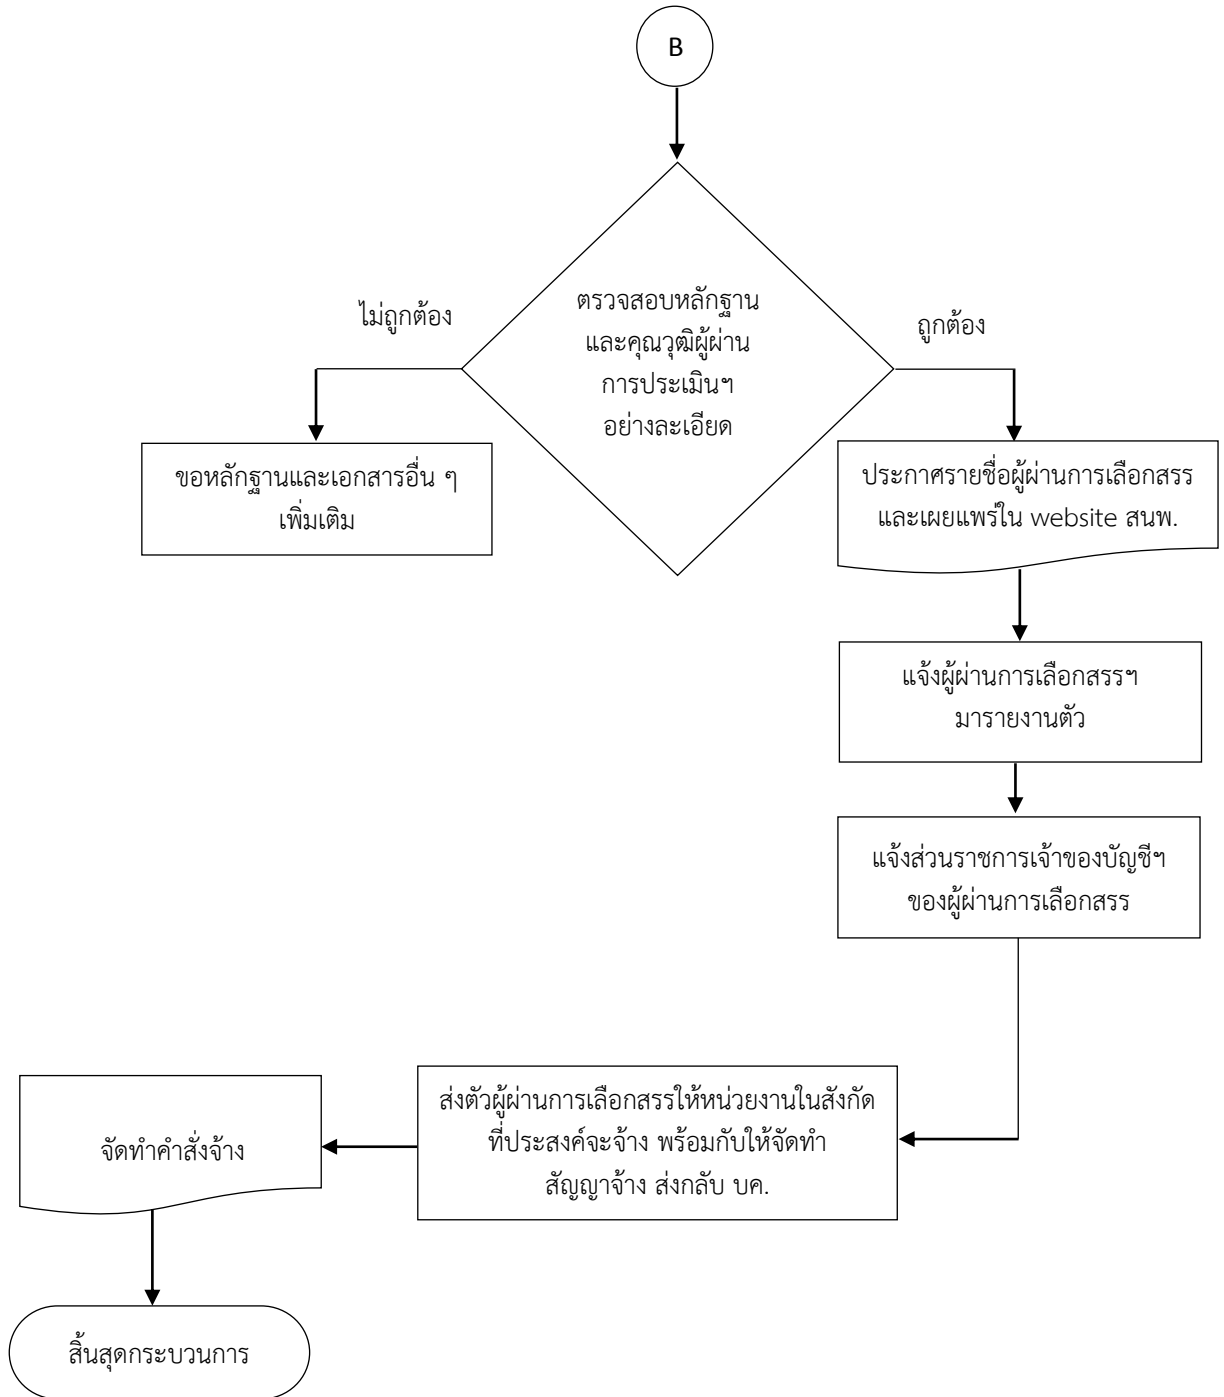 B
ตรวจสอบหลักฐาน
และคุณวุฒิผู้ผ่าน
การประเมินฯ
อย่างละเอียด
ไม่ถูกต้อง
ถูกต้อง
ขอหลักฐานและเอกสารอื่น ๆ
เพิ่มเติม
ประกาศรายชื่อผู้ผ่านการเลือกสรร
และเผยแพร่ใน website สนพ.
แจ้งผู้ผ่านการเลือกสรรฯ
มารายงานตัว
แจ้งส่วนราชการเจ้าของบัญชีฯ
ของผู้ผ่านการเลือกสรร
ส่งตัวผู้ผ่านการเลือกสรรให้หน่วยงานในสังกัด
ที่ประสงค์จะจ้าง พร้อมกับให้จัดทำ
สัญญาจ้าง ส่งกลับ บค.
จัดทำคำสั่งจ้าง
สิ้นสุดกระบวนการ